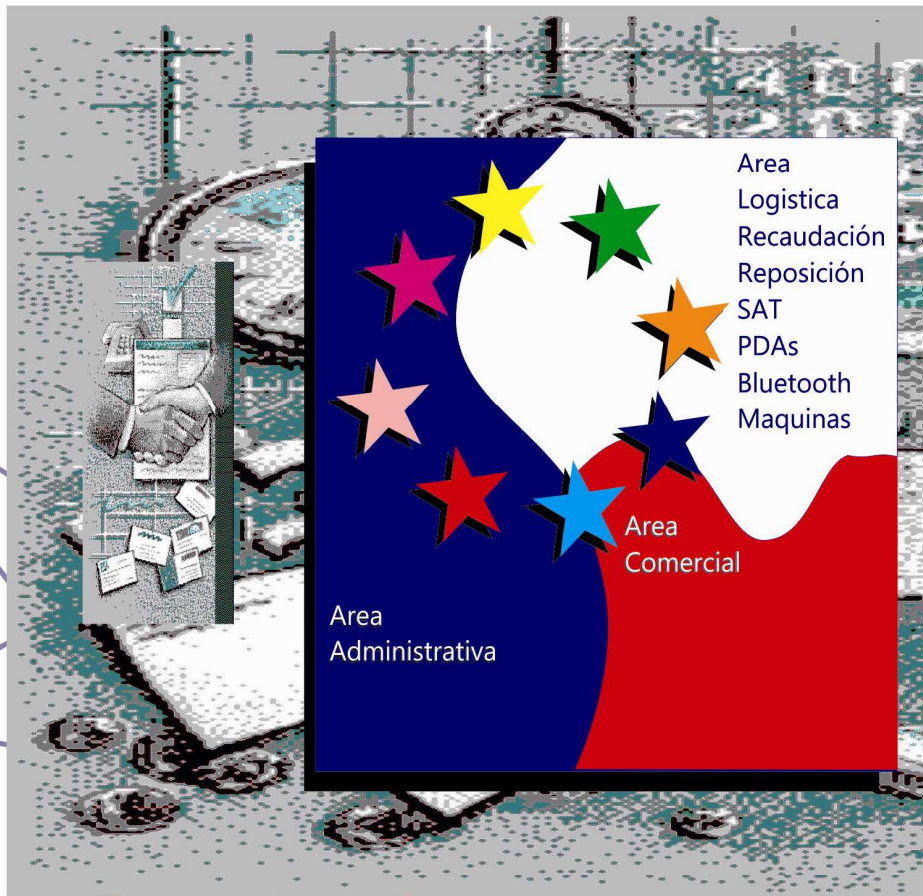 Area
Logistica
Recaudación
Reposición
SAT
PDAs
Bluetooth
Maquinas
Area
Comercial
Area
Administrativa